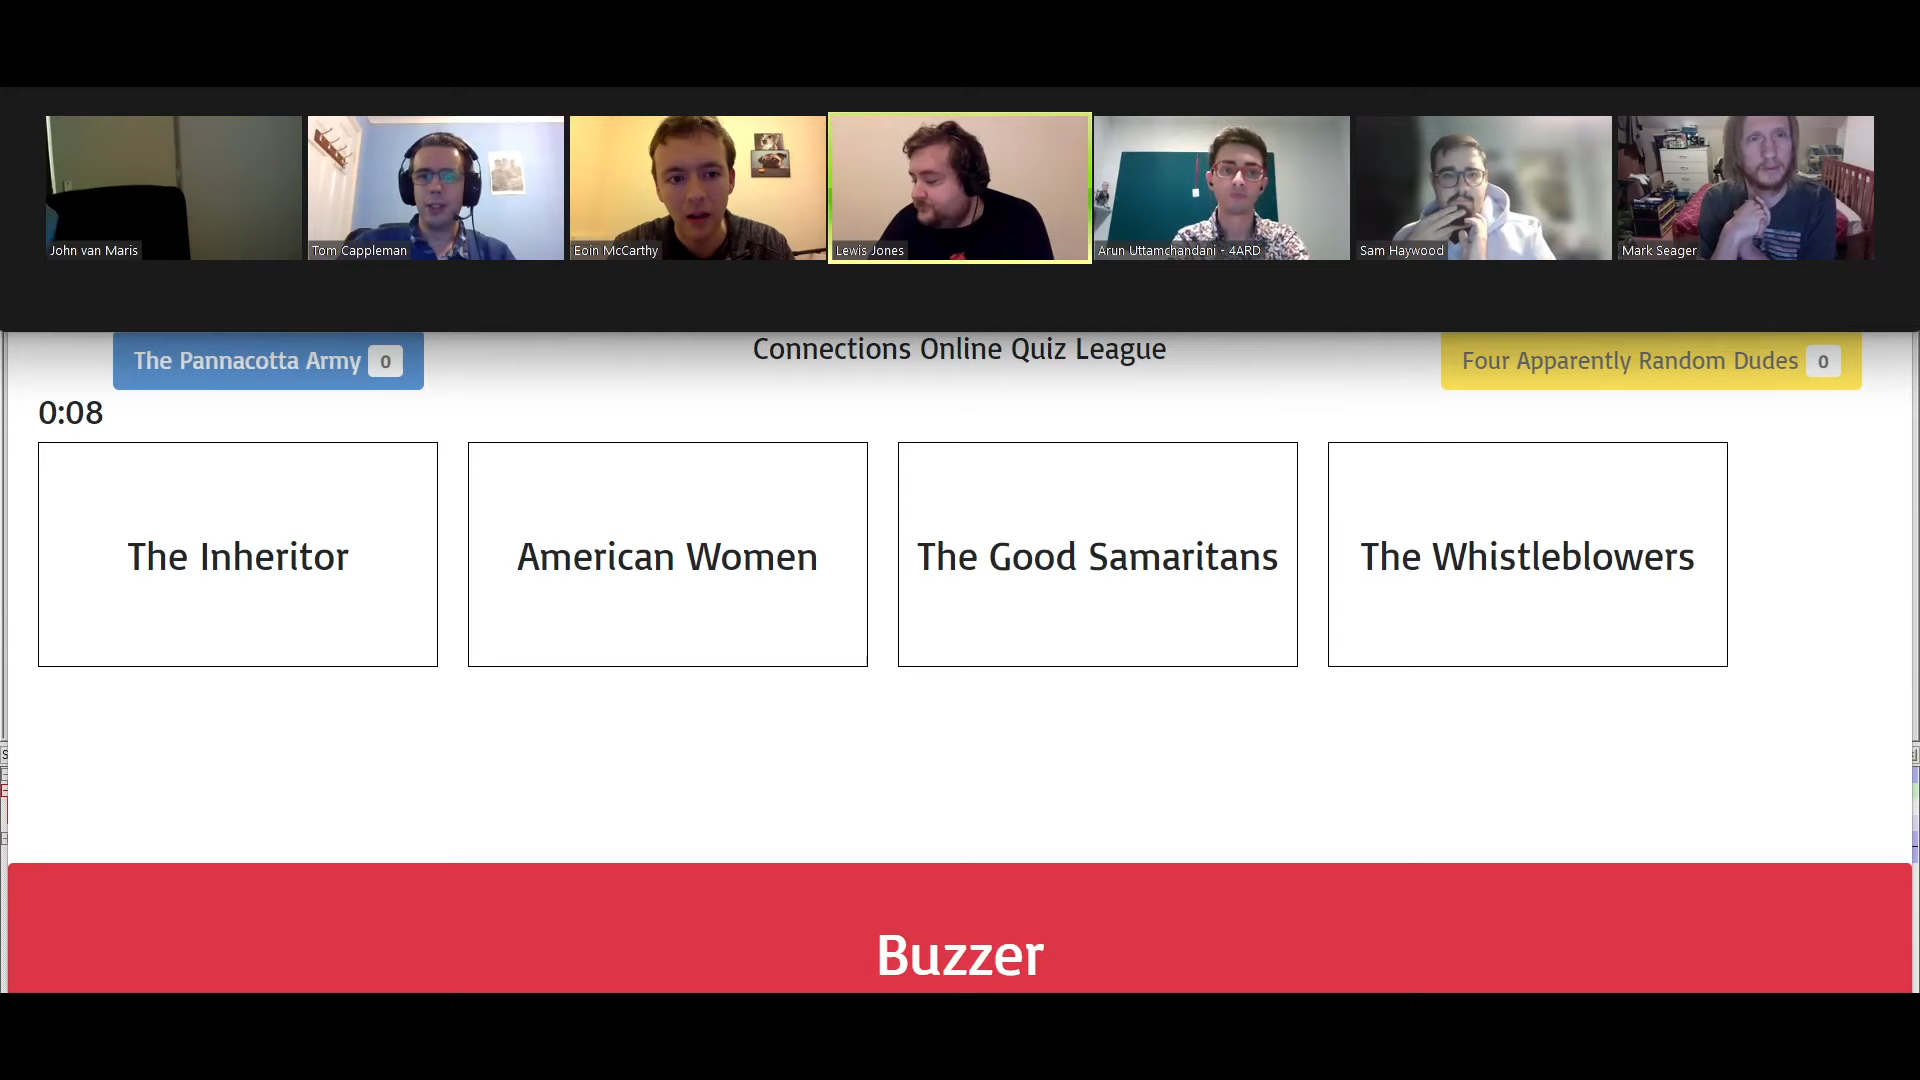 John van Maris
Tom Cappleman
Eoin McCarthy
Lewis Jones
Arun Uttamchandani - 4ARD
Sam Haywood
Mark Seager
The Pannacotta Army 0
Connections Online Quiz League
Four Apparently Random Dudes 0
0:08
The Inheritor
American Women
The Good Samaritans
The Whistleblowers
Buzzer